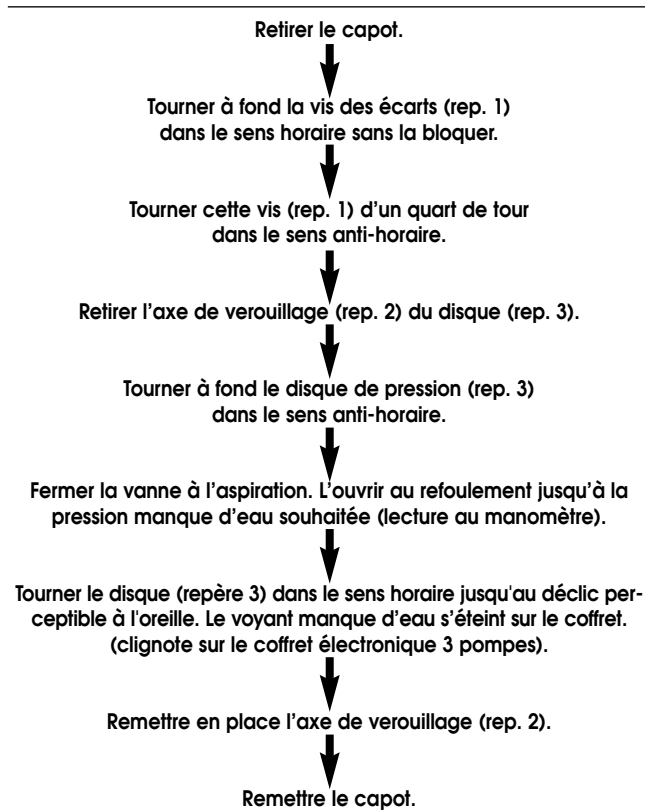 Retirer le capot.
Tourner à fond la vis des écarts (rep. 1)
dans le sens horaire sans la bloquer.
Tourner cette vis (rep. 1) d’un quart de tour
dans le sens anti-horaire.
Retirer l’axe de verouillage (rep. 2) du disque (rep. 3).
Tourner à fond le disque de pression (rep. 3)
dans le sens anti-horaire.
Fermer la vanne à l’aspiration. L’ouvrir au refoulement jusqu’à la
pression manque d’eau souhaitée (lecture au manomètre).
Tourner le disque (repère 3) dans le sens horaire jusqu'au déclic per-
ceptible à l'oreille. Le voyant manque d’eau s’éteint sur le coffret.
(clignote sur le coffret électronique 3 pompes).
Remettre en place l’axe de verouillage (rep. 2).
Remettre le capot.